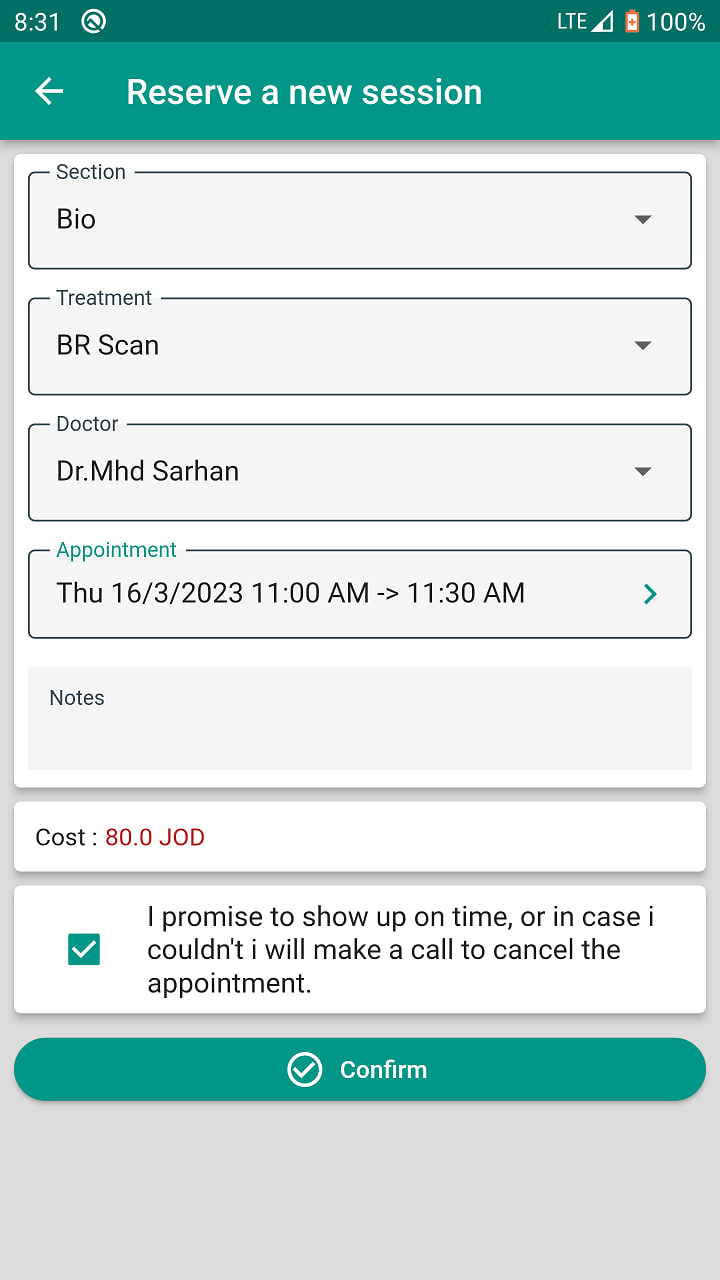 8:31 LTE 100%
Reserve a new session
Section
Bio
Treatment
BR Scan
Doctor
Dr.Mhd Sarhan
Appointment
Thu 16/3/2023 11:00 AM -> 11:30 AM
Notes
Cost : 80.0 JOD
I promise to show up on time, or in case i
couldn't i will make a call to cancel the
appointment.
Confirm